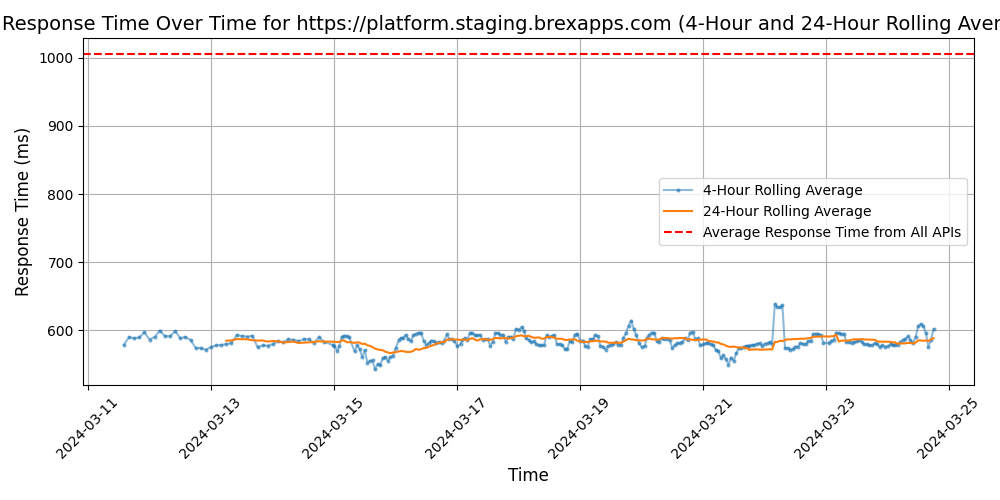 Response Time Over Time for https://platform.staging.brexapps.com (4-Hour and 24-Hour Rolling Aver
1000
900
800
700
600
Response Time (ms)
4-Hour Rolling Average
24-Hour Rolling Average
Average Response Time from All APIs
2024-03-11
2024-03-13
2024-03-15
2024-03-17
2024-03-19
2024-03-21
2024-03-23
2024-03-25
Time